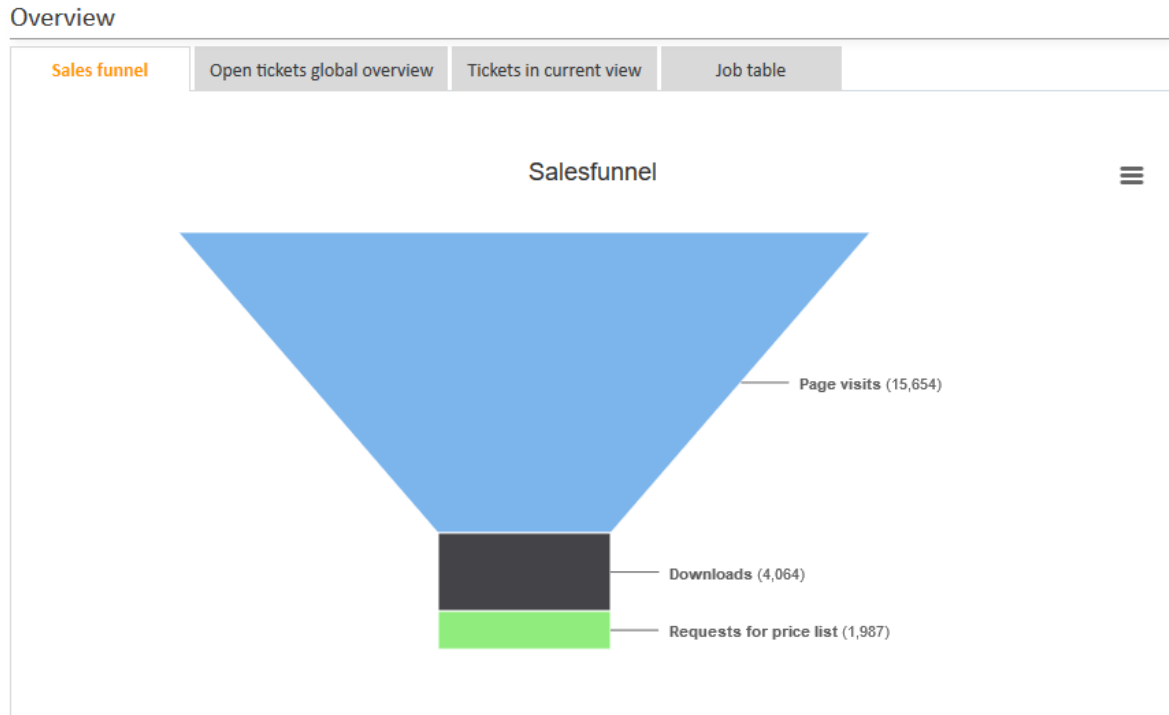 Overview
Sales funnel
Open tickets global overview
Tickets in current view
Job table
Salesfunnel
Page visits (15,654)
Downloads (4,064)
Requests for price list (1,987)